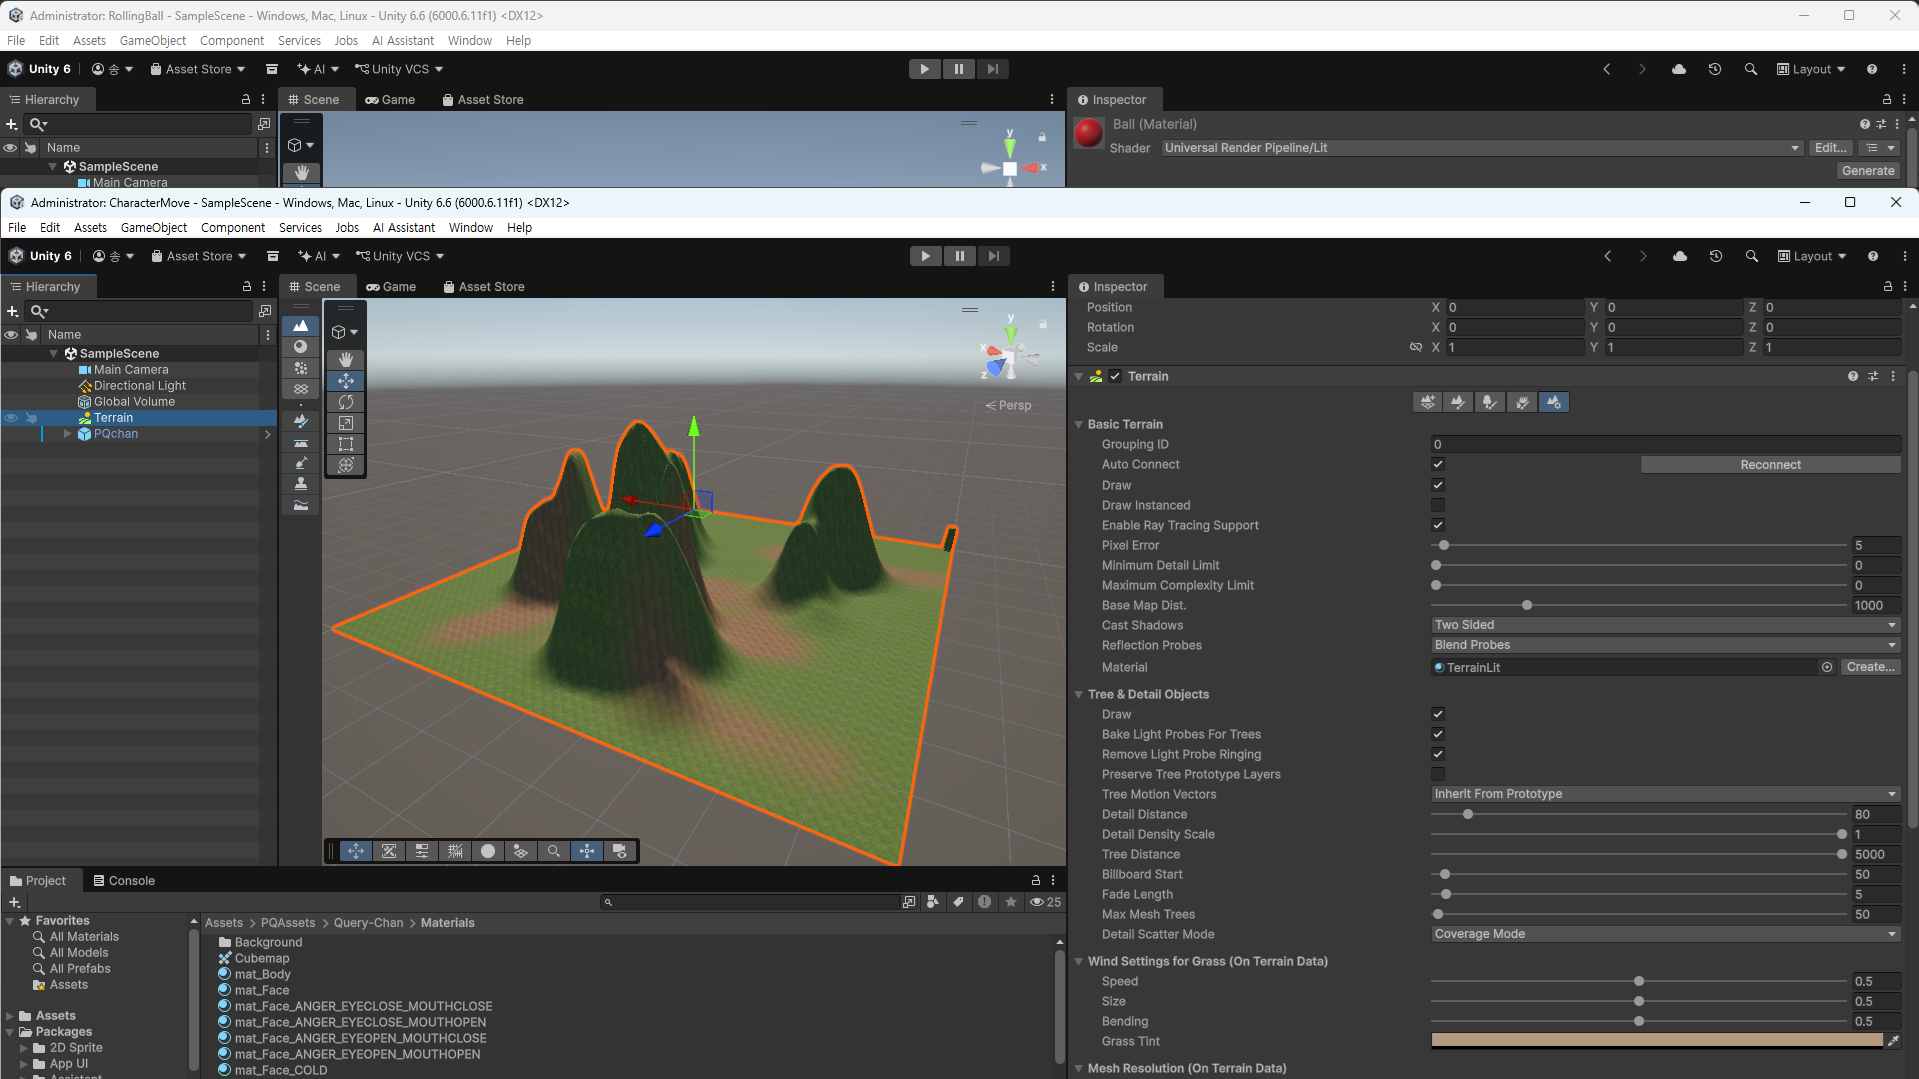 Administrator: RollingBall - SampleScene - Windows, Mac, Linux - Unity 6.6 (6000.6.11f1) <DX12>
File Edit Assets GameObject Component Services Jobs AI Assistant Window Help
Unity 6 송 Asset Store AI Unity VCS Layout
Hierarchy Scene Game Asset Store Inspector
Ball (Material)
Name Shader Universal Render Pipeline/Lit Edit...
SampleScene Generate
Main Camera
y
x
Administrator: CharacterMove - SampleScene - Windows, Mac, Linux - Unity 6.6 (6000.6.11f1) <DX12>
File Edit Assets GameObject Component Services Jobs AI Assistant Window Help
Unity 6 송 Asset Store AI Unity VCS Layout
Hierarchy Scene Game Asset Store Inspector
Name
SampleScene
Main Camera
Directional Light
Global Volume
Terrain
PQchan
y
x
z
Persp
Position X 0 Y 0 Z 0
Rotation X 0 Y 0 Z 0
Scale X 1 Y 1 Z 1
Terrain
Basic Terrain
Grouping ID 0
Auto Connect Reconnect
Draw
Draw Instanced
Enable Ray Tracing Support
Pixel Error 5
Minimum Detail Limit 0
Maximum Complexity Limit 0
Base Map Dist. 1000
Cast Shadows Two Sided
Reflection Probes Blend Probes
Material TerrainLit Create...
Tree & Detail Objects
Draw
Bake Light Probes For Trees
Remove Light Probe Ringing
Preserve Tree Prototype Layers
Tree Motion Vectors Inherit From Prototype
Detail Distance 80
Detail Density Scale 1
Tree Distance 5000
Billboard Start 50
Fade Length 5
Max Mesh Trees 50
Detail Scatter Mode Coverage Mode
Wind Settings for Grass (On Terrain Data)
Speed 0.5
Size 0.5
Bending 0.5
Grass Tint
Mesh Resolution (On Terrain Data)
Project Console
25
Favorites
All Materials
All Models
All Prefabs
Assets
Assets
Packages
2D Sprite
App UI
Assistant
Assets > PQAssets > Query-Chan > Materials
Background
Cubemap
mat_Body
mat_Face
mat_Face_ANGER_EYECLOSE_MOUTHCLOSE
mat_Face_ANGER_EYECLOSE_MOUTHOPEN
mat_Face_ANGER_EYEOPEN_MOUTHCLOSE
mat_Face_ANGER_EYEOPEN_MOUTHOPEN
mat_Face_COLD